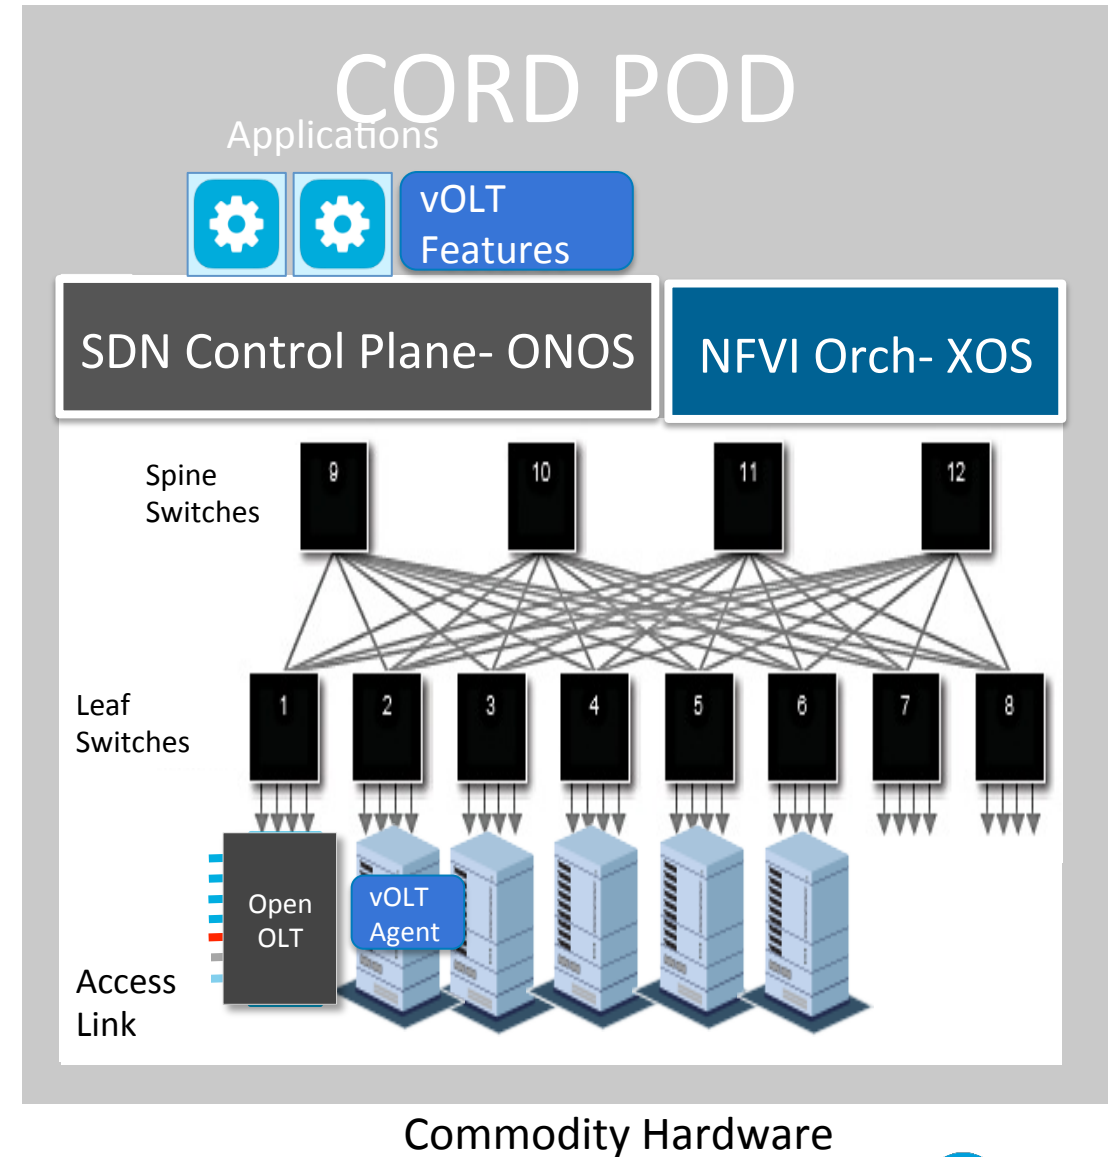 CORD POD
Applications
vOLT
Features
SDN Control Plane- ONOS
NFVI Orch- XOS
Spine
Switches
9
10
11
12
Leaf
Switches
1
2
3
4
5
6
7
8
Open
OLT
vOLT
Agent
Access
Link
Commodity Hardware